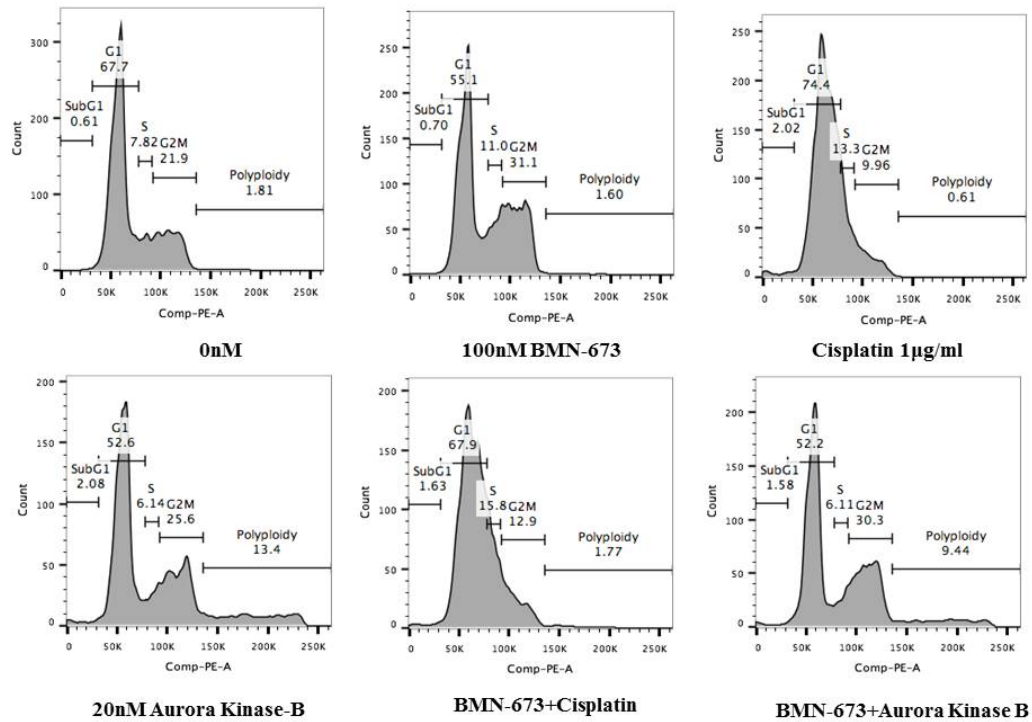 300
200
100
0
Count
G1
67.7
SubG1
0.61
S
7.82
G2M
21.9
Polyploidy
1.81
0 50K 100K 150K 200K 250K
Comp-PE-A
0nM
250
200
150
100
50
0
Count
G1
55.1
SubG1
0.70
S
11.0
G2M
31.1
Polyploidy
1.60
0 50K 100K 150K 200K 250K
Comp-PE-A
100nM BMN-673
250
200
150
100
50
0
Count
G1
74.4
SubG1
2.02
S
13.3
G2M
9.96
Polyploidy
0.61
0 50K 100K 150K 200K 250K
Comp-PE-A
Cisplatin 1µg/ml
200
150
100
50
0
Count
G1
52.6
SubG1
2.08
S
6.14
G2M
25.6
Polyploidy
13.4
0 50K 100K 150K 200K 250K
Comp-PE-A
20nM Aurora Kinase-B
200
150
100
50
0
Count
G1
67.9
SubG1
1.63
S
15.8
G2M
12.9
Polyploidy
1.77
0 50K 100K 150K 200K 250K
Comp-PE-A
BMN-673+Cisplatin
200
150
100
50
0
Count
G1
52.2
SubG1
1.58
S
6.11
G2M
30.3
Polyploidy
9.44
0 50K 100K 150K 200K 250K
Comp-PE-A
BMN-673+Aurora Kinase B